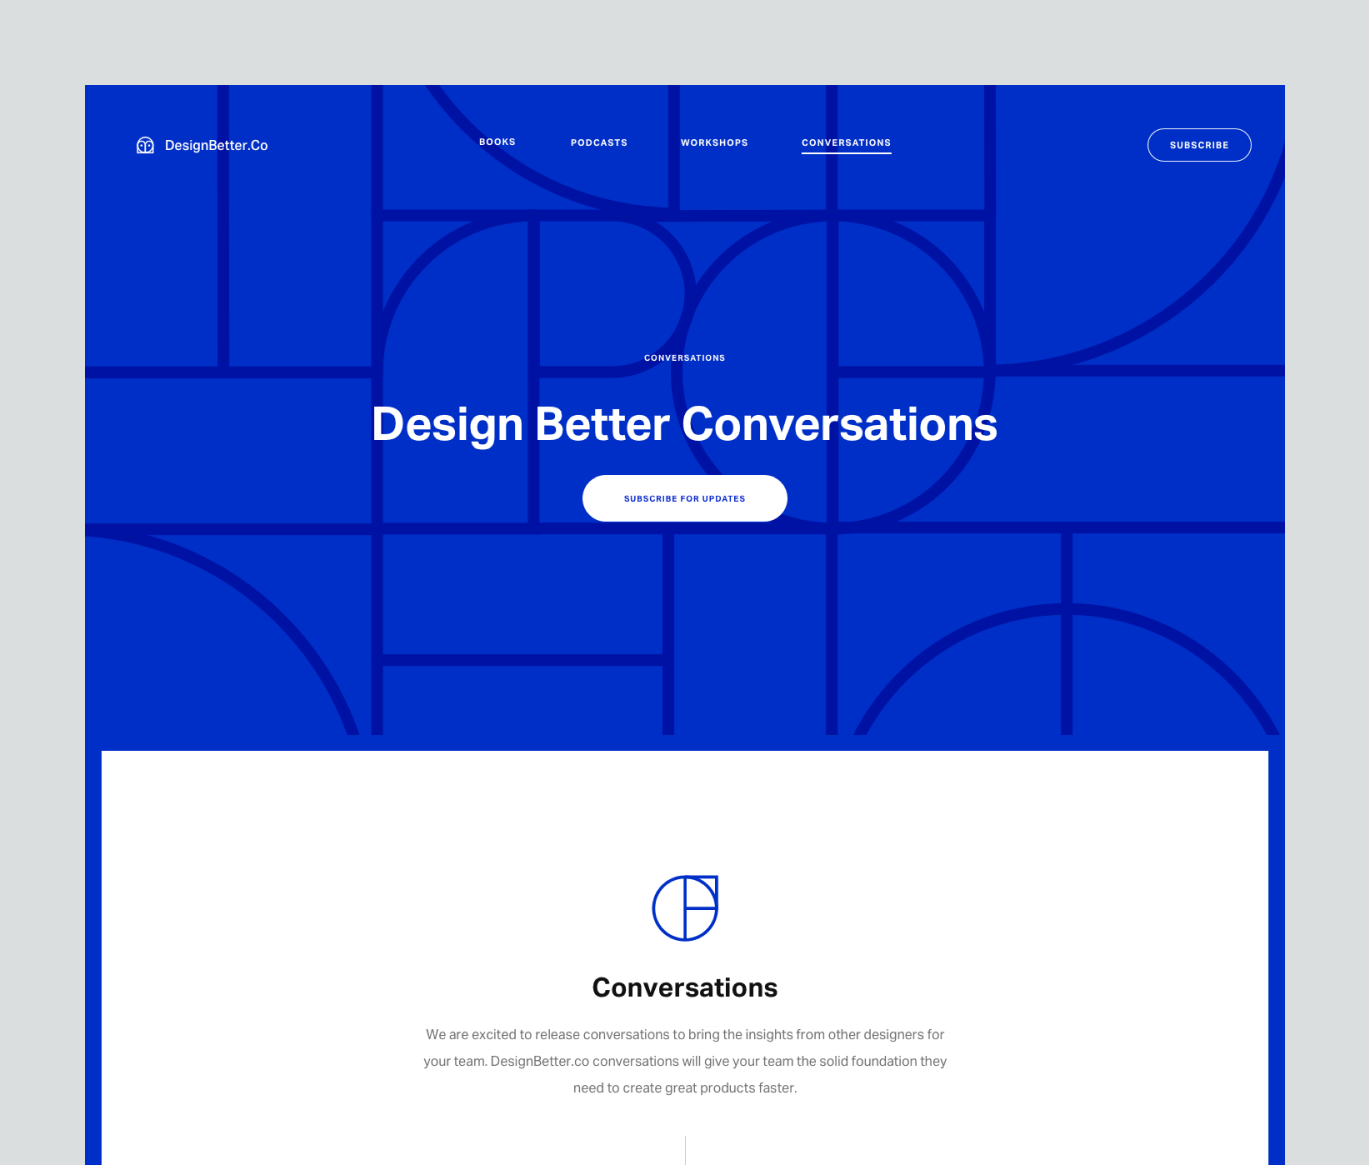 DesignBetter.Co
BOOKS
PODCASTS
WORKSHOPS
CONVERSATIONS
SUBSCRIBE
CONVERSATIONS
Design Better Conversations
SUBSCRIBE FOR UPDATES
Conversations
We are excited to release conversations to bring the insights from other designers for
your team. DesignBetter.co conversations will give your team the solid foundation they
need to create great products faster.